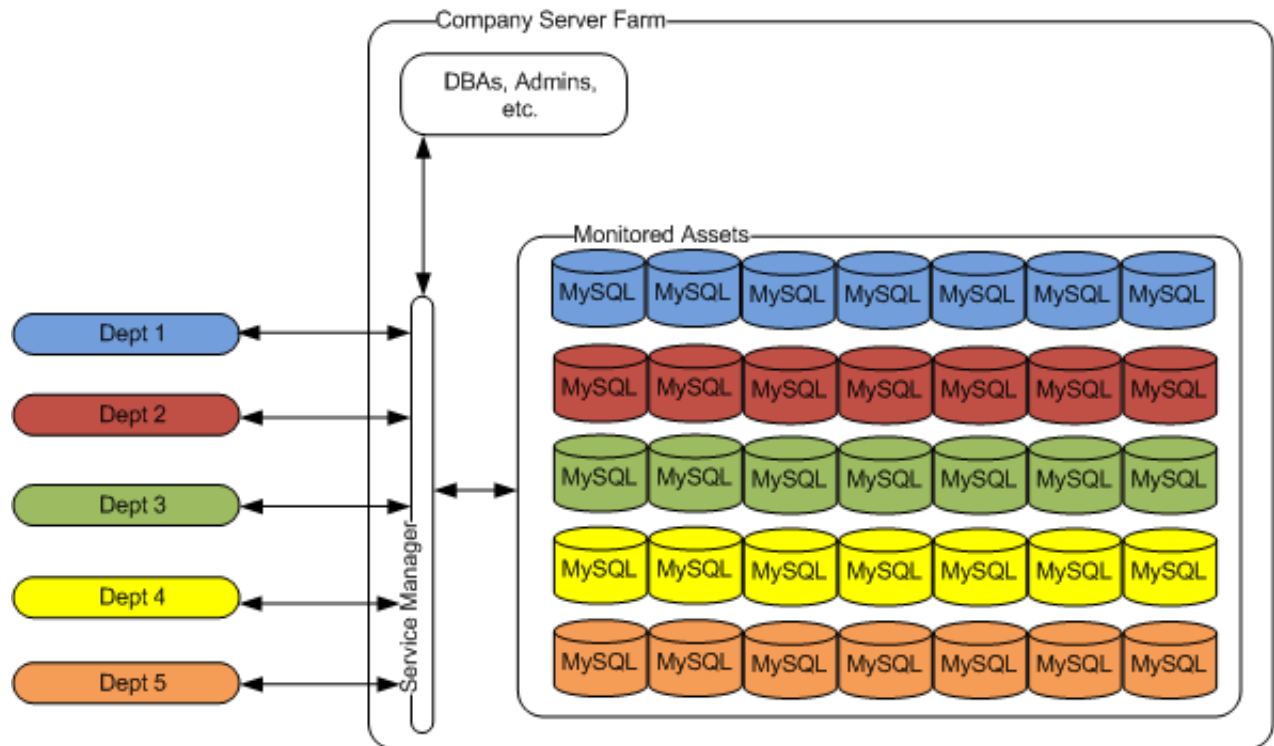 Company Server Farm
DBAs, Admins,
etc.
Monitored Assets
MySQL MySQL MySQL MySQL MySQL MySQL MySQL
Dept 1
MySQL MySQL MySQL MySQL MySQL MySQL MySQL
Dept 2
MySQL MySQL MySQL MySQL MySQL MySQL MySQL
Dept 3
Service Manager
MySQL MySQL MySQL MySQL MySQL MySQL MySQL
Dept 4
MySQL MySQL MySQL MySQL MySQL MySQL MySQL
Dept 5